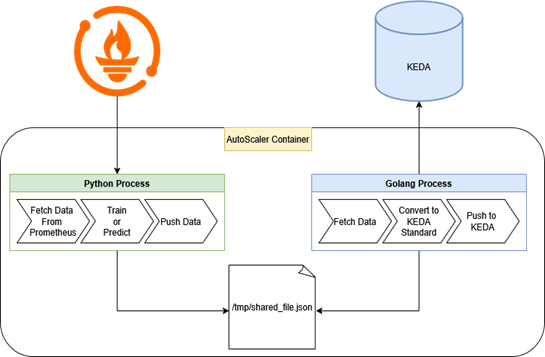 KEDA
AutoScaler Container
Python Process
Fetch Data
From
Prometheus
Train
or
Predict
Push Data
Golang Process
Fetch Data
Convert to
KEDA
Standard
Push to
KEDA
/tmp/shared_file.json